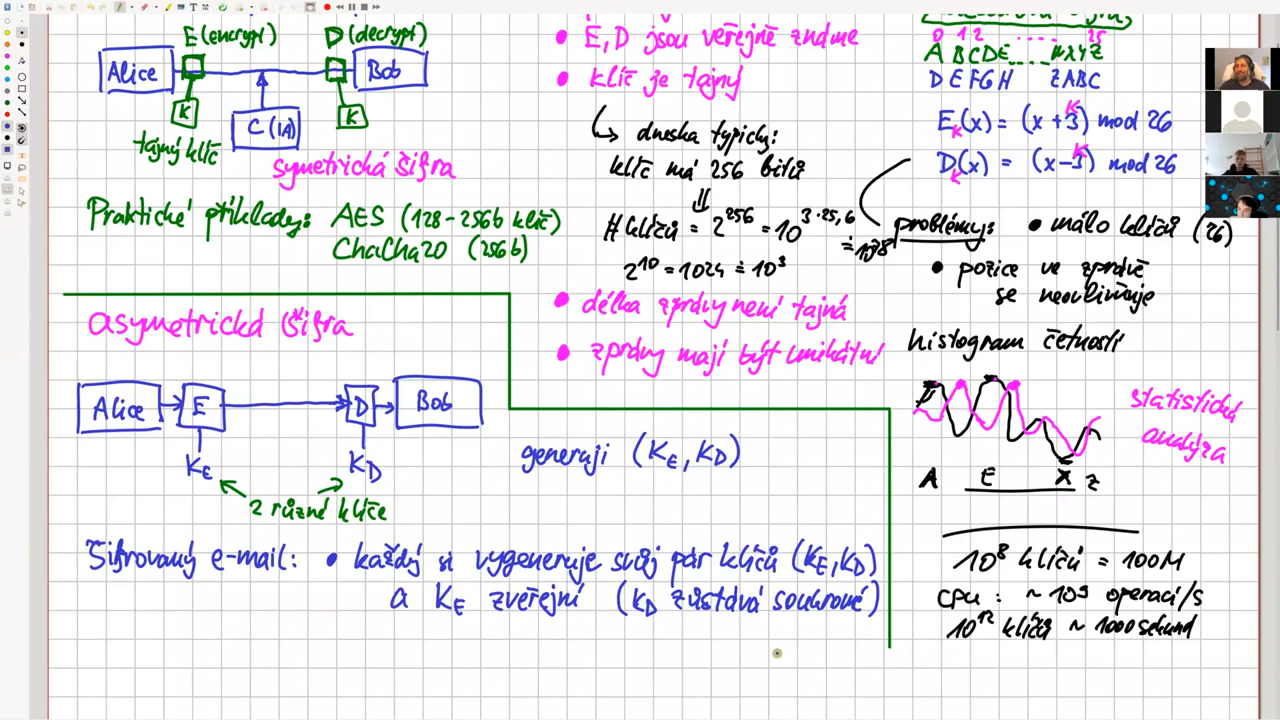 E (encrypt)
D (decrypt)
Alice
Bob
K
C (IA)
K
tajný klíč
symetrická šifra
Praktické příklady: AES (128-256b klíč)
ChaCha20 (256b)
• E, D jsou veřejně známe
• klíč je tajný
↳ dneska typicky:
klíč má 256 bitů
⇓
# klíčů = 2^256 = 10^3·25,6
≐ 10^78
2^10 = 1024 ≐ 10^3
• délka zprávy není tajná
• zprávy mají být unikátní
0 1 2 .... 25
A B C D E .... W X Y Z
D E F G H Z A B C
E_K(x) = (x + 3) mod 26
K
D_K(x) = (x - 3) mod 26
K
problémy: • málo klíčů (26)
• pozice ve zprávě
se neovlivňuje
histogram četností
statistická
analýza
A E X Z
10^8 klíčů = 100M
CPU : ~ 10^9 operací/s
10^12 klíčů ~ 1000 sekund
asymetrická šifra
Alice
E
D
Bob
K_E
K_D
2 různé klíče
generuji (K_E, K_D)
Šifrovaný e-mail: • každý si vygeneruje svůj pár klíčů (K_E, K_D)
a K_E zveřejní (K_D zůstává soukromé)